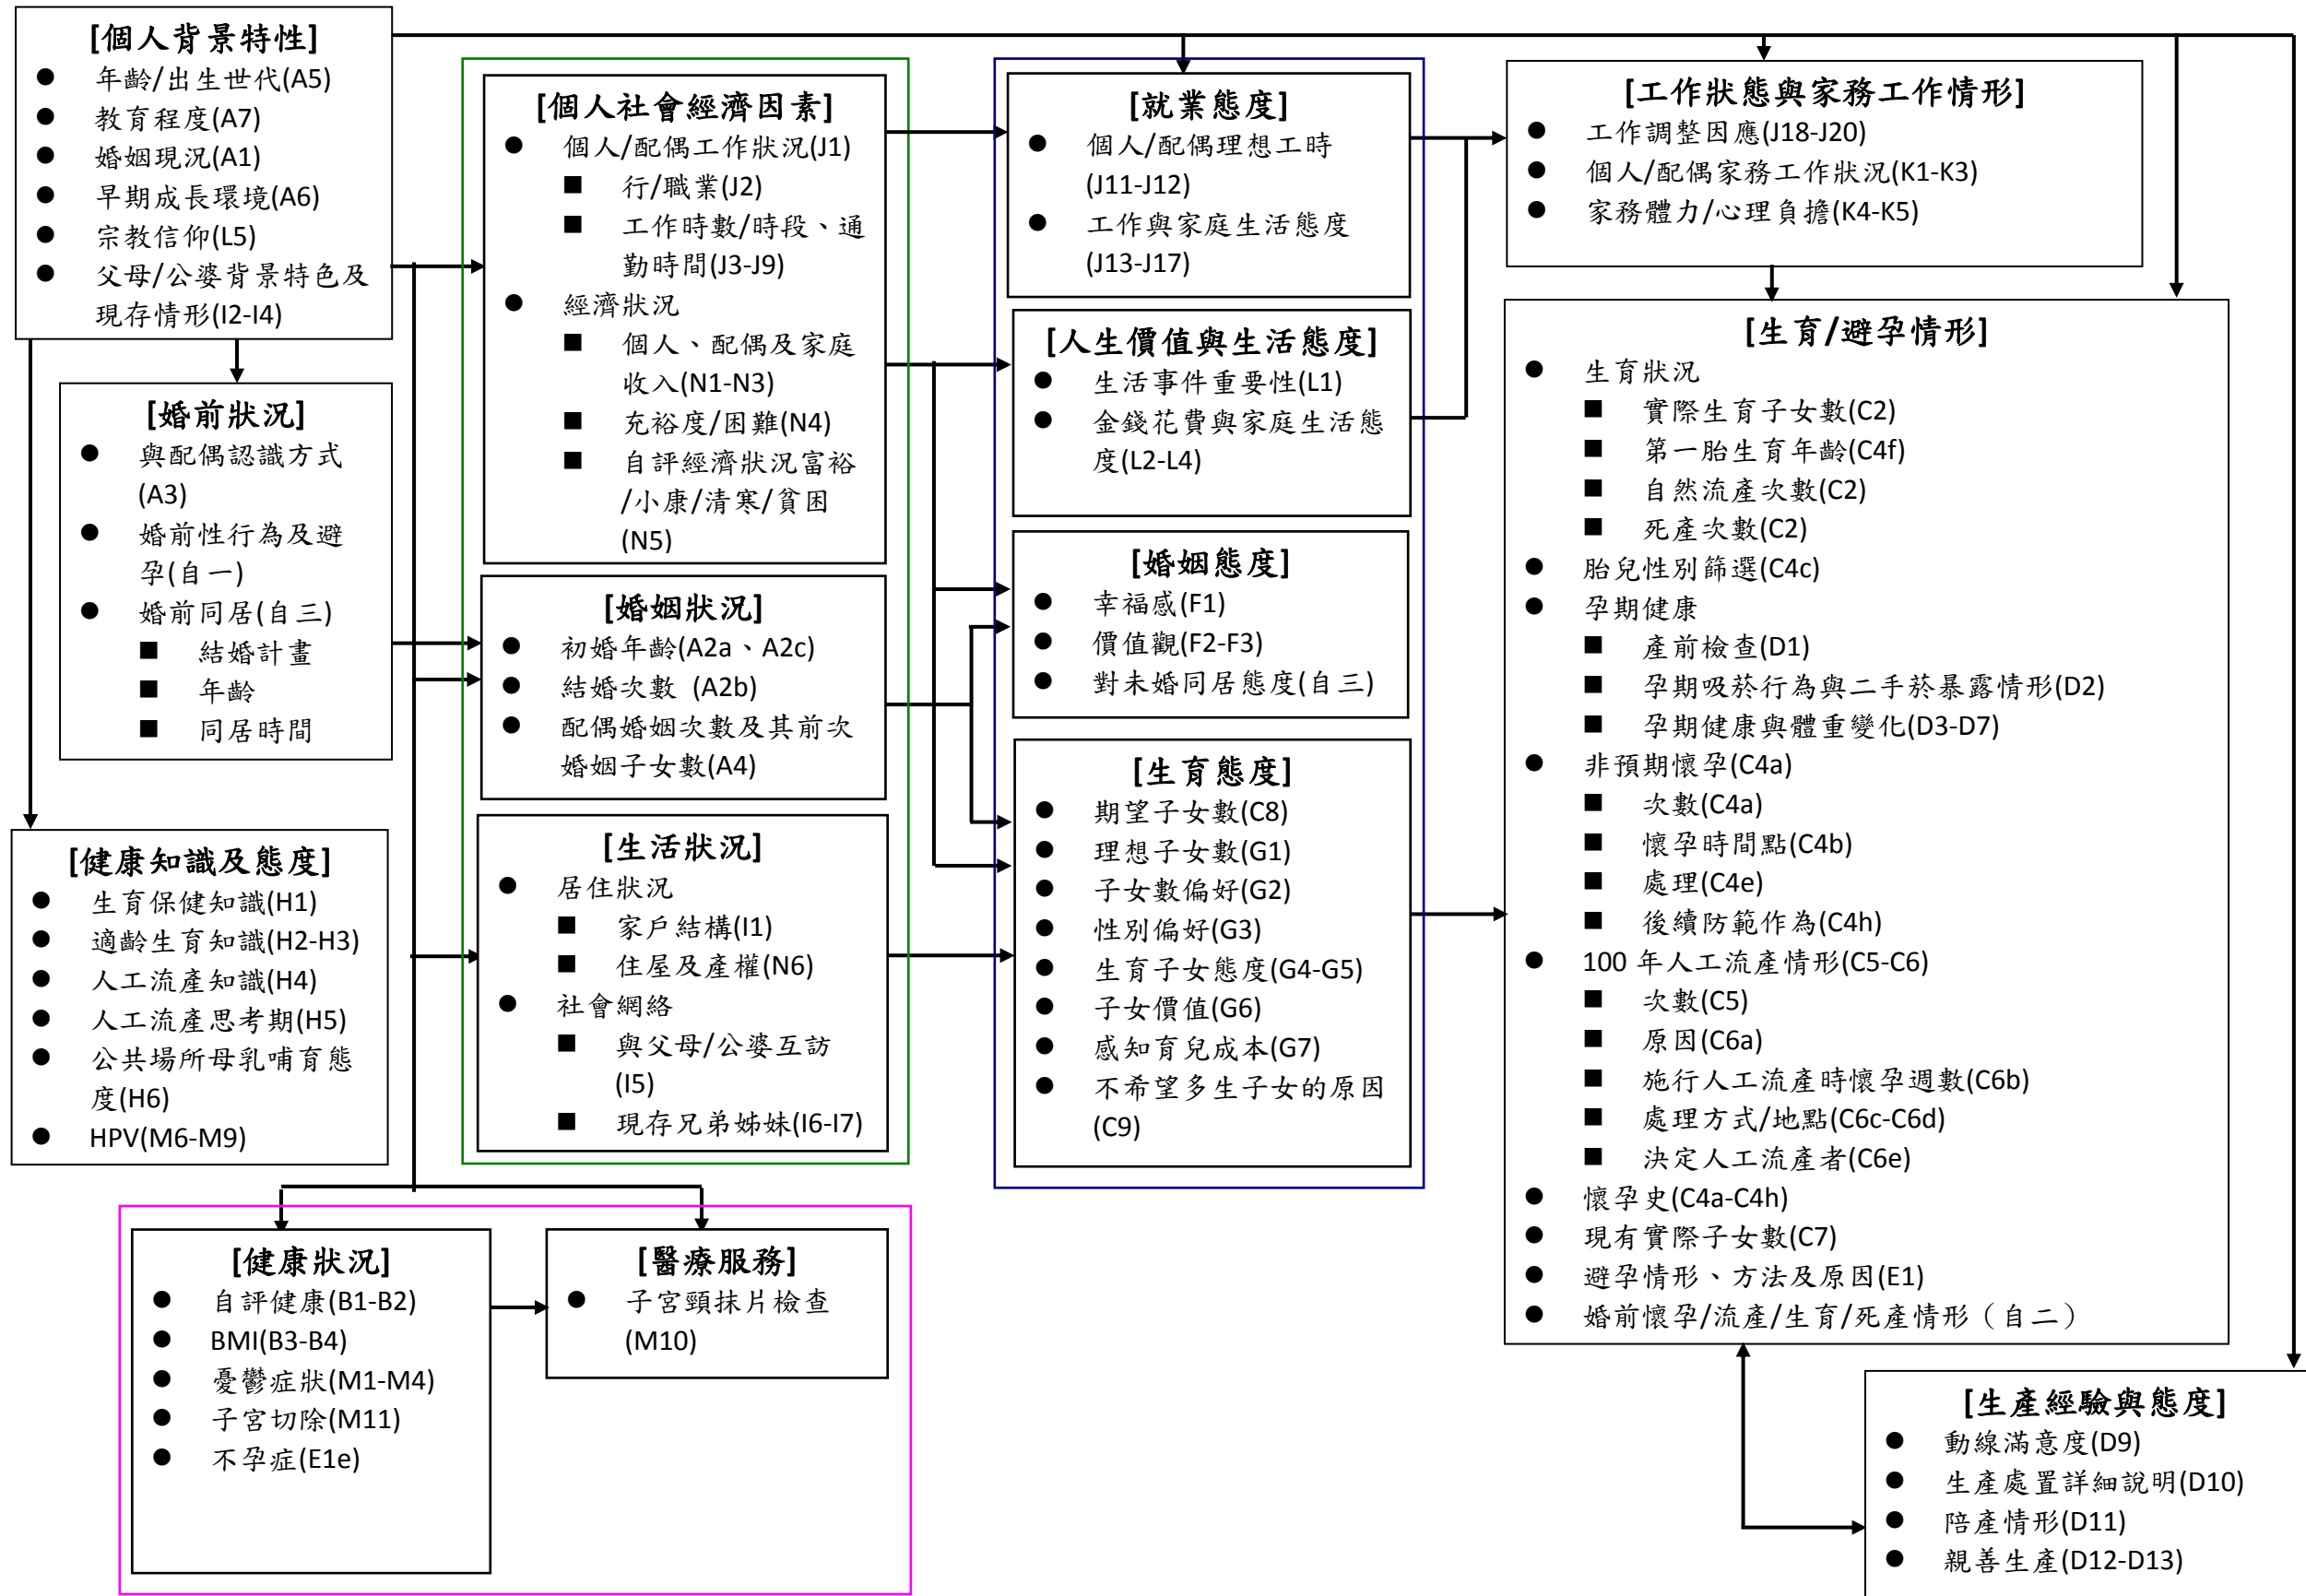 [個人背景特性]
● 年齡/出生世代(A5)
● 教育程度(A7)
● 婚姻現況(A1)
● 早期成長環境(A6)
● 宗教信仰(L5)
● 父母/公婆背景特色及
現存情形(I2-I4)
[婚前狀況]
● 與配偶認識方式
(A3)
● 婚前性行為及避
孕(自一)
● 婚前同居(自三)
■ 結婚計畫
■ 年齡
■ 同居時間
[健康知識及態度]
● 生育保健知識(H1)
● 適齡生育知識(H2-H3)
● 人工流產知識(H4)
● 人工流產思考期(H5)
● 公共場所母乳哺育態
度(H6)
● HPV(M6-M9)
[個人社會經濟因素]
● 個人/配偶工作狀況(J1)
■ 行/職業(J2)
■ 工作時數/時段、通
勤時間(J3-J9)
● 經濟狀況
■ 個人、配偶及家庭
收入(N1-N3)
■ 充裕度/困難(N4)
■ 自評經濟狀況富裕
/小康/清寒/貧困
(N5)
[婚姻狀況]
● 初婚年齡(A2a、A2c)
● 結婚次數 (A2b)
● 配偶婚姻次數及其前次
婚姻子女數(A4)
[生活狀況]
● 居住狀況
■ 家戶結構(I1)
■ 住屋及產權(N6)
● 社會網絡
■ 與父母/公婆互訪
(I5)
■ 現存兄弟姊妹(I6-I7)
[健康狀況]
● 自評健康(B1-B2)
● BMI(B3-B4)
● 憂鬱症狀(M1-M4)
● 子宮切除(M11)
● 不孕症(E1e)
[醫療服務]
● 子宮頸抹片檢查
(M10)
[就業態度]
● 個人/配偶理想工時
(J11-J12)
● 工作與家庭生活態度
(J13-J17)
[人生價值與生活態度]
● 生活事件重要性(L1)
● 金錢花費與家庭生活態
度(L2-L4)
[婚姻態度]
● 幸福感(F1)
● 價值觀(F2-F3)
● 對未婚同居態度(自三)
[生育態度]
● 期望子女數(C8)
● 理想子女數(G1)
● 子女數偏好(G2)
● 性別偏好(G3)
● 生育子女態度(G4-G5)
● 子女價值(G6)
● 感知育兒成本(G7)
● 不希望多生子女的原因
(C9)
[工作狀態與家務工作情形]
● 工作調整因應(J18-J20)
● 個人/配偶家務工作狀況(K1-K3)
● 家務體力/心理負擔(K4-K5)
[生育/避孕情形]
● 生育狀況
■ 實際生育子女數(C2)
■ 第一胎生育年齡(C4f)
■ 自然流產次數(C2)
■ 死產次數(C2)
● 胎兒性別篩選(C4c)
● 孕期健康
■ 產前檢查(D1)
■ 孕期吸菸行為與二手菸暴露情形(D2)
■ 孕期健康與體重變化(D3-D7)
● 非預期懷孕(C4a)
■ 次數(C4a)
■ 懷孕時間點(C4b)
■ 處理(C4e)
■ 後續防範作為(C4h)
● 100 年人工流產情形(C5-C6)
■ 次數(C5)
■ 原因(C6a)
■ 施行人工流產時懷孕週數(C6b)
■ 處理方式/地點(C6c-C6d)
■ 決定人工流產者(C6e)
● 懷孕史(C4a-C4h)
● 現有實際子女數(C7)
● 避孕情形、方法及原因(E1)
● 婚前懷孕/流產/生育/死產情形（自二）
[生產經驗與態度]
● 動線滿意度(D9)
● 生產處置詳細說明(D10)
● 陪產情形(D11)
● 親善生產(D12-D13)